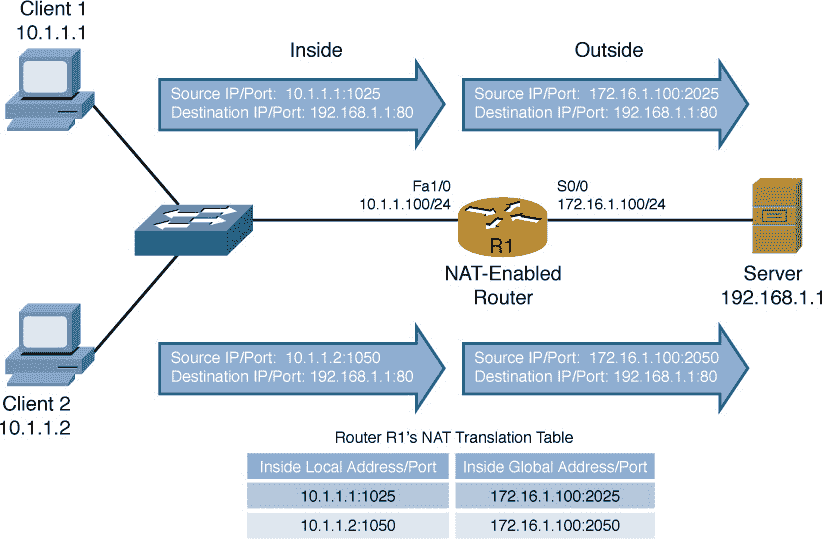 Client 1
10.1.1.1
Inside
Outside
Source IP/Port: 10.1.1.1:1025
Destination IP/Port: 192.168.1.1:80
Source IP/Port: 172.16.1.100:2025
Destination IP/Port: 192.168.1.1:80
Fa1/0
10.1.1.100/24
S0/0
172.16.1.100/24
R1
NAT-Enabled
Router
Server
192.168.1.1
Source IP/Port: 10.1.1.2:1050
Destination IP/Port: 192.168.1.1:80
Source IP/Port: 172.16.1.100:2050
Destination IP/Port: 192.168.1.1:80
Client 2
10.1.1.2
Router R1's NAT Translation Table
Inside Local Address/Port
Inside Global Address/Port
10.1.1.1:1025
172.16.1.100:2025
10.1.1.2:1050
172.16.1.100:2050